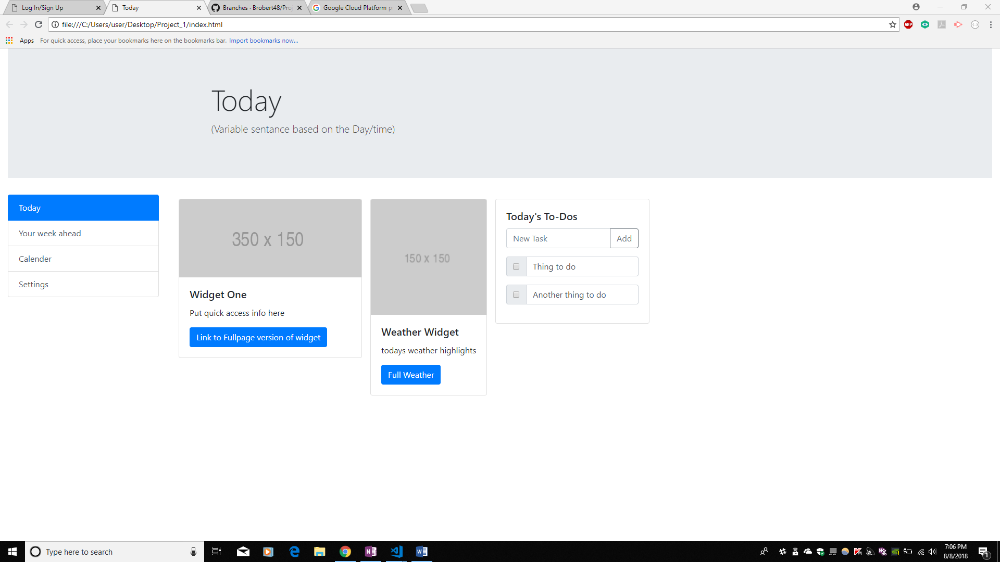 Log In/Sign Up
Today
Branches · Brobert48/Pro
Google Cloud Platform p
file:///C:/Users/user/Desktop/Project_1/index.html
ABP
Apps
For quick access, place your bookmarks here on the bookmarks bar. Import bookmarks now...
Today
(Variable sentance based on the Day/time)
Today
Your week ahead
Calender
Settings
350 x 150
Widget One
Put quick access info here
Link to Fullpage version of widget
150 x 150
Weather Widget
todays weather highlights
Full Weather
Today's To-Dos
New Task
Add
Thing to do
Another thing to do
Type here to search
7:06 PM
8/8/2018
1